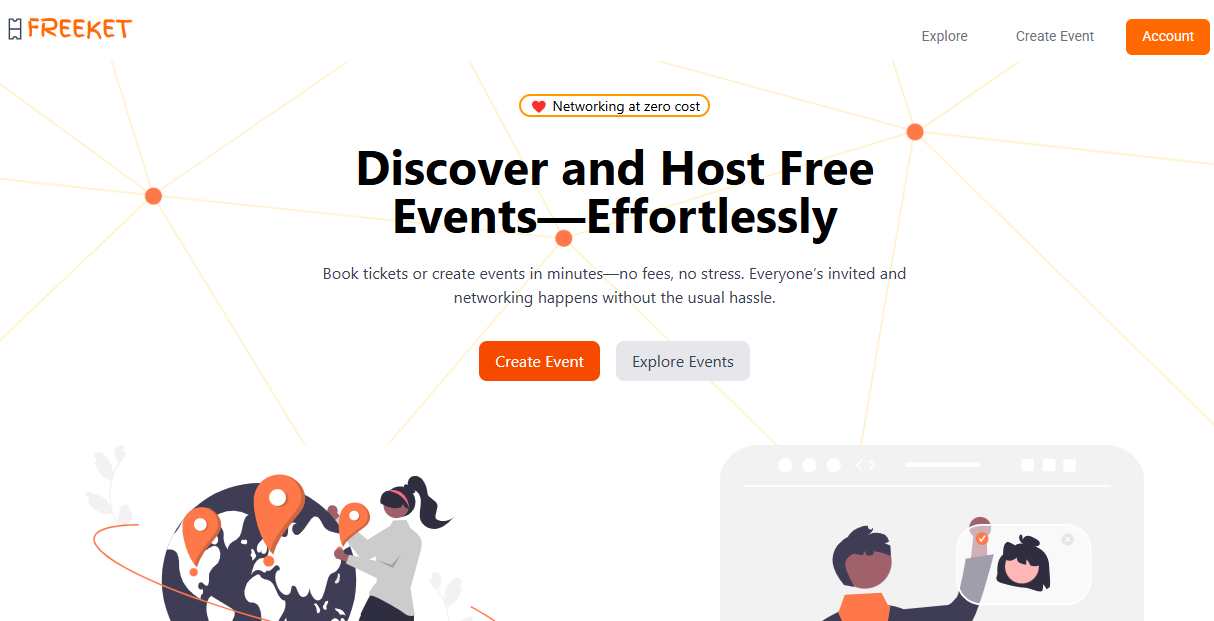 FREEKET
Explore
Create Event
Account
Networking at zero cost
Discover and Host Free
Events—Effortlessly
Book tickets or create events in minutes—no fees, no stress. Everyone’s invited and
networking happens without the usual hassle.
Create Event
Explore Events